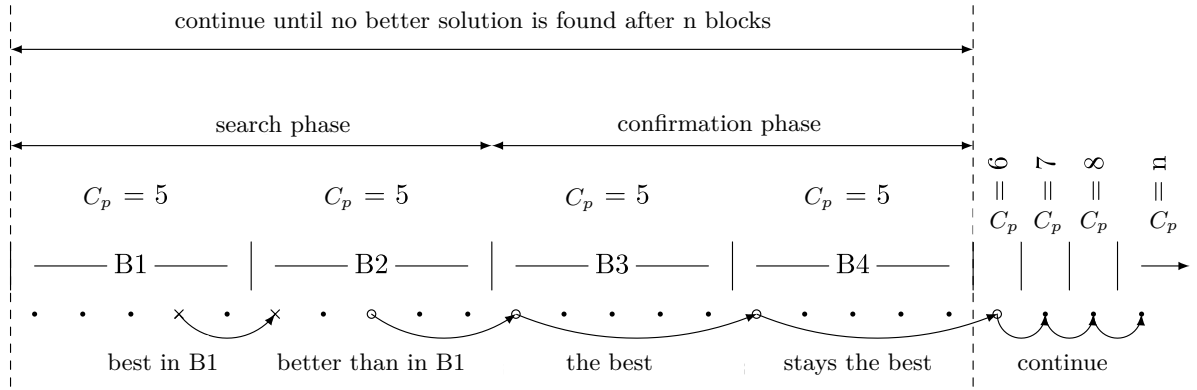 continue until no better solution is found after n blocks
search phase
confirmation phase
C_p = 5
C_p = 5
C_p = 5
C_p = 5
C_p = 6
C_p = 7
C_p = 8
C_p = n
B1
B2
B3
B4
best in B1
better than in B1
the best
stays the best
continue